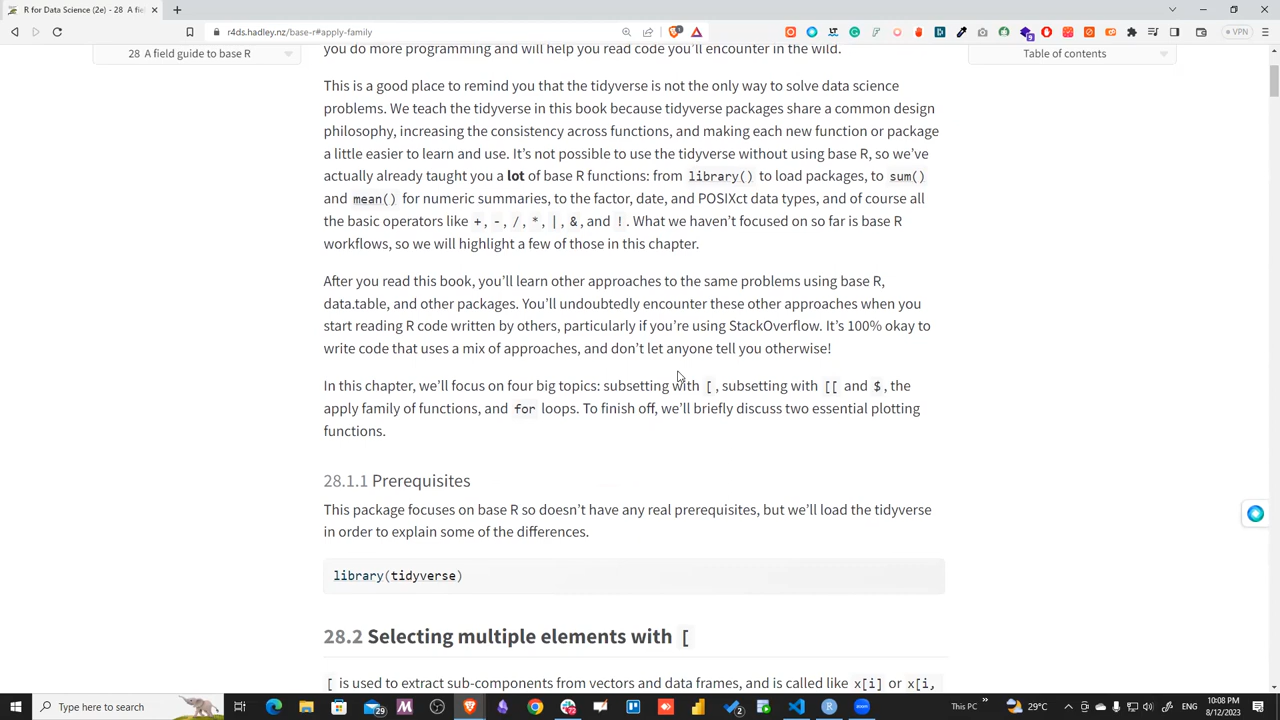 R for Data Science (2e) - 28 A fiel
r4ds.hadley.nz/base-r#apply-family
VPN
28 A field guide to base R
Table of contents
you do more programming and will help you read code you'll encounter in the wild.
This is a good place to remind you that the tidyverse is not the only way to solve data science
problems. We teach the tidyverse in this book because tidyverse packages share a common design
philosophy, increasing the consistency across functions, and making each new function or package
a little easier to learn and use. It's not possible to use the tidyverse without using base R, so we've
actually already taught you a lot of base R functions: from library() to load packages, to sum()
and mean() for numeric summaries, to the factor, date, and POSIXct data types, and of course all
the basic operators like +, -, /, *, |, &, and !. What we haven't focused on so far is base R
workflows, so we will highlight a few of those in this chapter.
After you read this book, you'll learn other approaches to the same problems using base R,
data.table, and other packages. You'll undoubtedly encounter these other approaches when you
start reading R code written by others, particularly if you're using StackOverflow. It's 100% okay to
write code that uses a mix of approaches, and don't let anyone tell you otherwise!
In this chapter, we'll focus on four big topics: subsetting with [, subsetting with [[ and $, the
apply family of functions, and for loops. To finish off, we'll briefly discuss two essential plotting
functions.
28.1.1 Prerequisites
This package focuses on base R so doesn't have any real prerequisites, but we'll load the tidyverse
in order to explain some of the differences.
library(tidyverse)
28.2 Selecting multiple elements with [
[ is used to extract sub-components from vectors and data frames, and is called like x[i] or x[i,
Type here to search
29
This PC
29°C
10:08 PM
8/12/2023